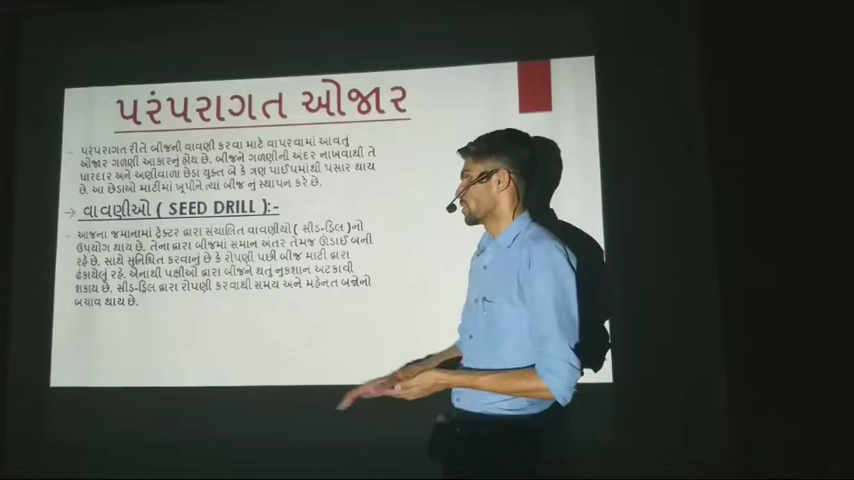 પરંપરાગત ઓજાર
પરંપરાગત રીતે બીજની વાવણી કરવા માટે વાપરવામાં આવતું
ઓજાર ગળણી આકારનું હોય છે. બીજને ગળણીની અંદર નાખવાથી તે
ધારદાર અને અણીવાળા છેડા યુક્ત બે કે ત્રણ પાઈપમાંથી પસાર થાય
છે. આ છેડાઓ માટીમાં ખૂપીને ત્યાં બીજ નું સ્થાપન કરે છે.
વાવણીઓ ( SEED DRILL ):-
આજના જમાનામાં ટ્રેક્ટર દ્વારા સંચાલિત વાવણીયો ( સીડ-ડ્રિલ )નો
ઉપયોગ થાય છે. તેના દ્વારા બીજમાં સમાન અંતર તેમજ ઊંડાઈ બની
રહે છે. સાથે સુનિશ્ચિત કરવાનું છે કે રોપણી પછી બીજ માટી દ્વારા
ઢંકાયેલું રહે. એનાથી પક્ષીઓ દ્વારા બીજને થતુ નુકશાન અટકાવી
શકાય છે. સીડ-ડ્રિલ દ્વારા રોપણી કરવાથી સમય અને મહેનત બન્નેનો
બચાવ થાય છે.